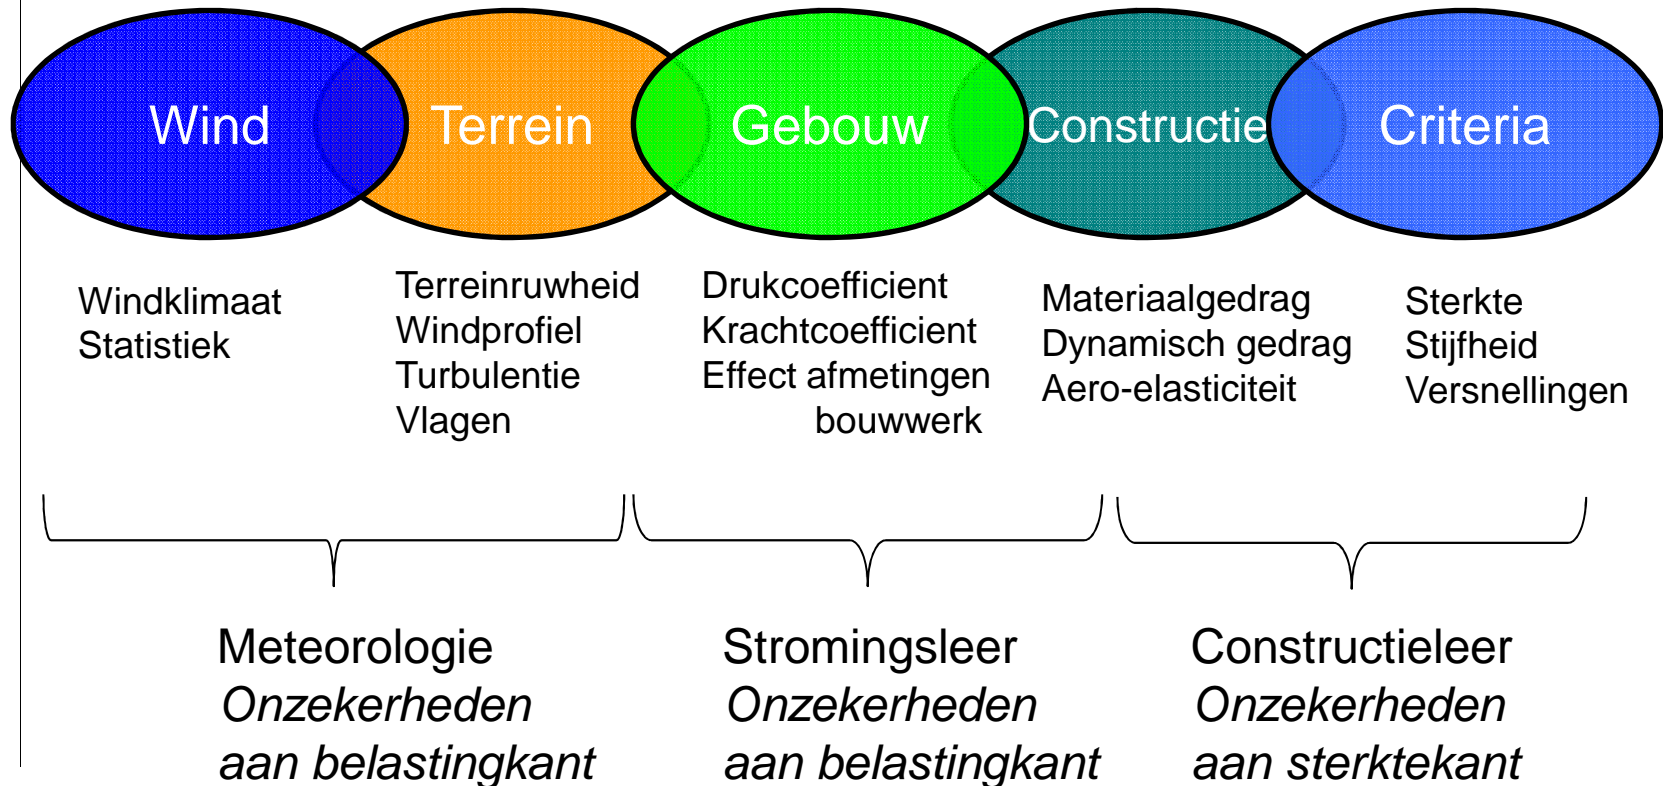 Wind
Terrein
Gebouw
Constructie
Criteria
Windklimaat
Statistiek
Terreinruwheid
Windprofiel
Turbulentie
Vlagen
Drukcoefficient
Krachtcoefficient
Effect afmetingen
bouwwerk
Materiaalgedrag
Dynamisch gedrag
Aero-elasticiteit
Sterkte
Stijfheid
Versnellingen
Meteorologie
Onzekerheden
aan belastingkant
Stromingsleer
Onzekerheden
aan belastingkant
Constructieleer
Onzekerheden
aan sterktekant